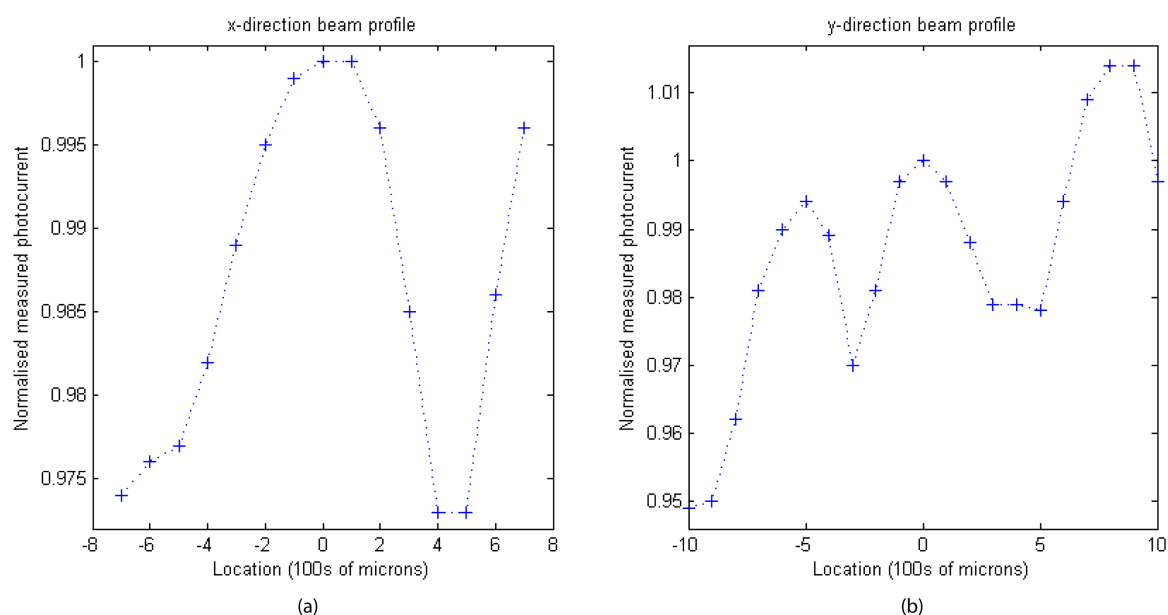 x-direction beam profile
1
0.995
0.99
0.985
0.98
0.975
Normalised measured photocurrent
-8 -6 -4 -2 0 2 4 6 8
Location (100s of microns)
(a)
y-direction beam profile
1.01
1
0.99
0.98
0.97
0.96
0.95
Normalised measured photocurrent
-10 -5 0 5 10
Location (100s of microns)
(b)